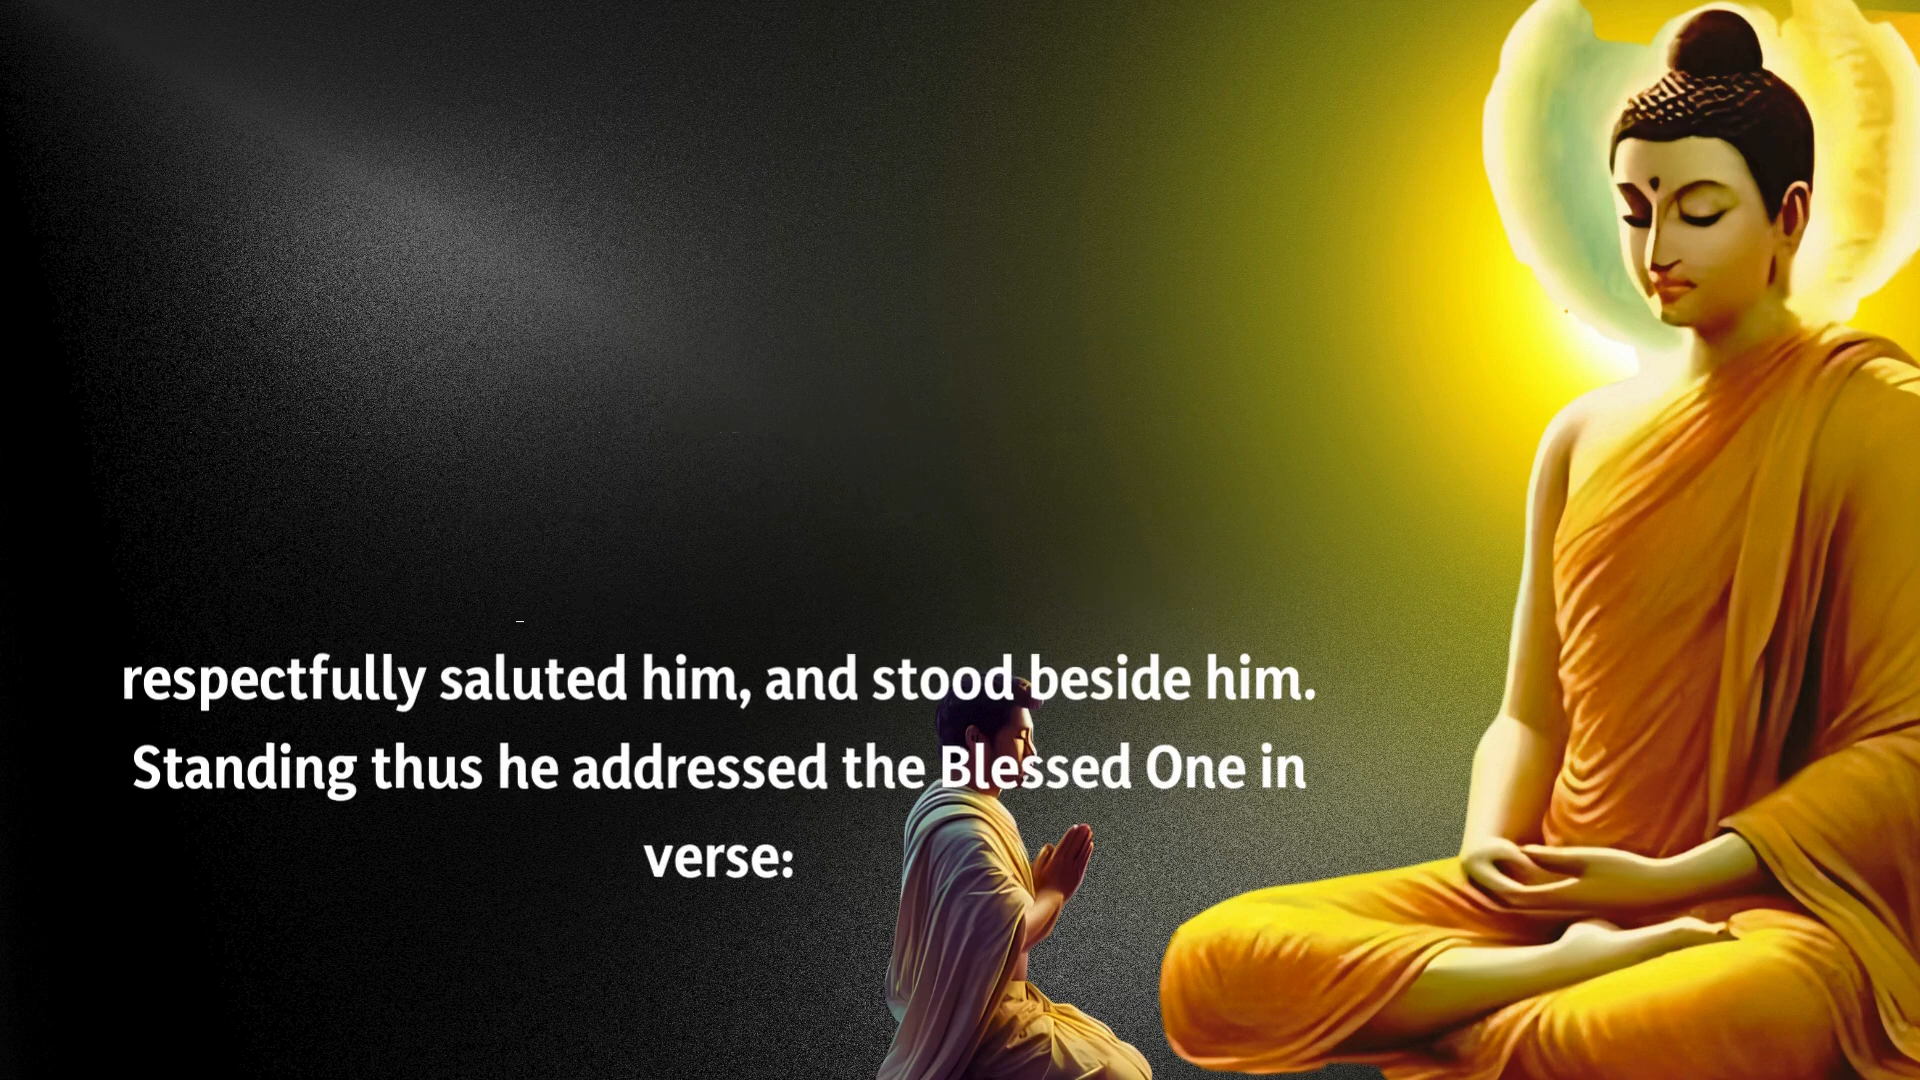 respectfully saluted him, and stood beside him.
Standing thus he addressed the Blessed One in
verse: